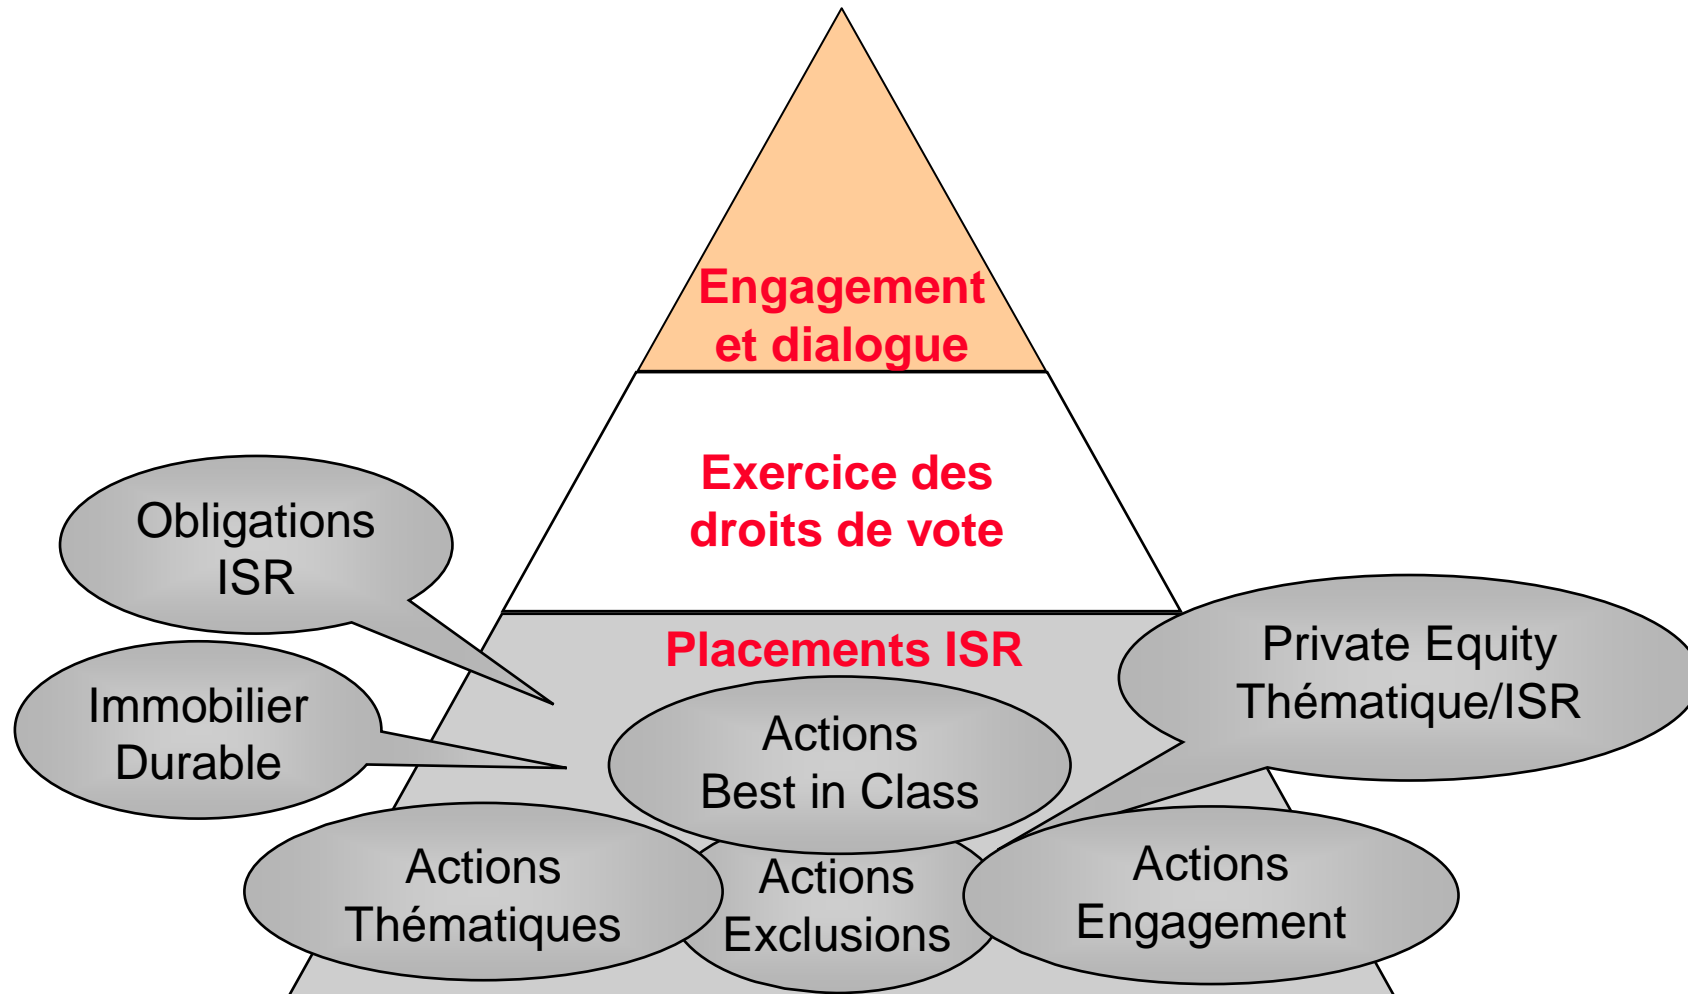 Engagement
et dialogue
Exercice des
droits de vote
Obligations
ISR
Placements ISR
Private Equity
Thématique/ISR
Immobilier
Durable
Actions
Best in Class
Actions
Thématiques
Actions
Exclusions
Actions
Engagement